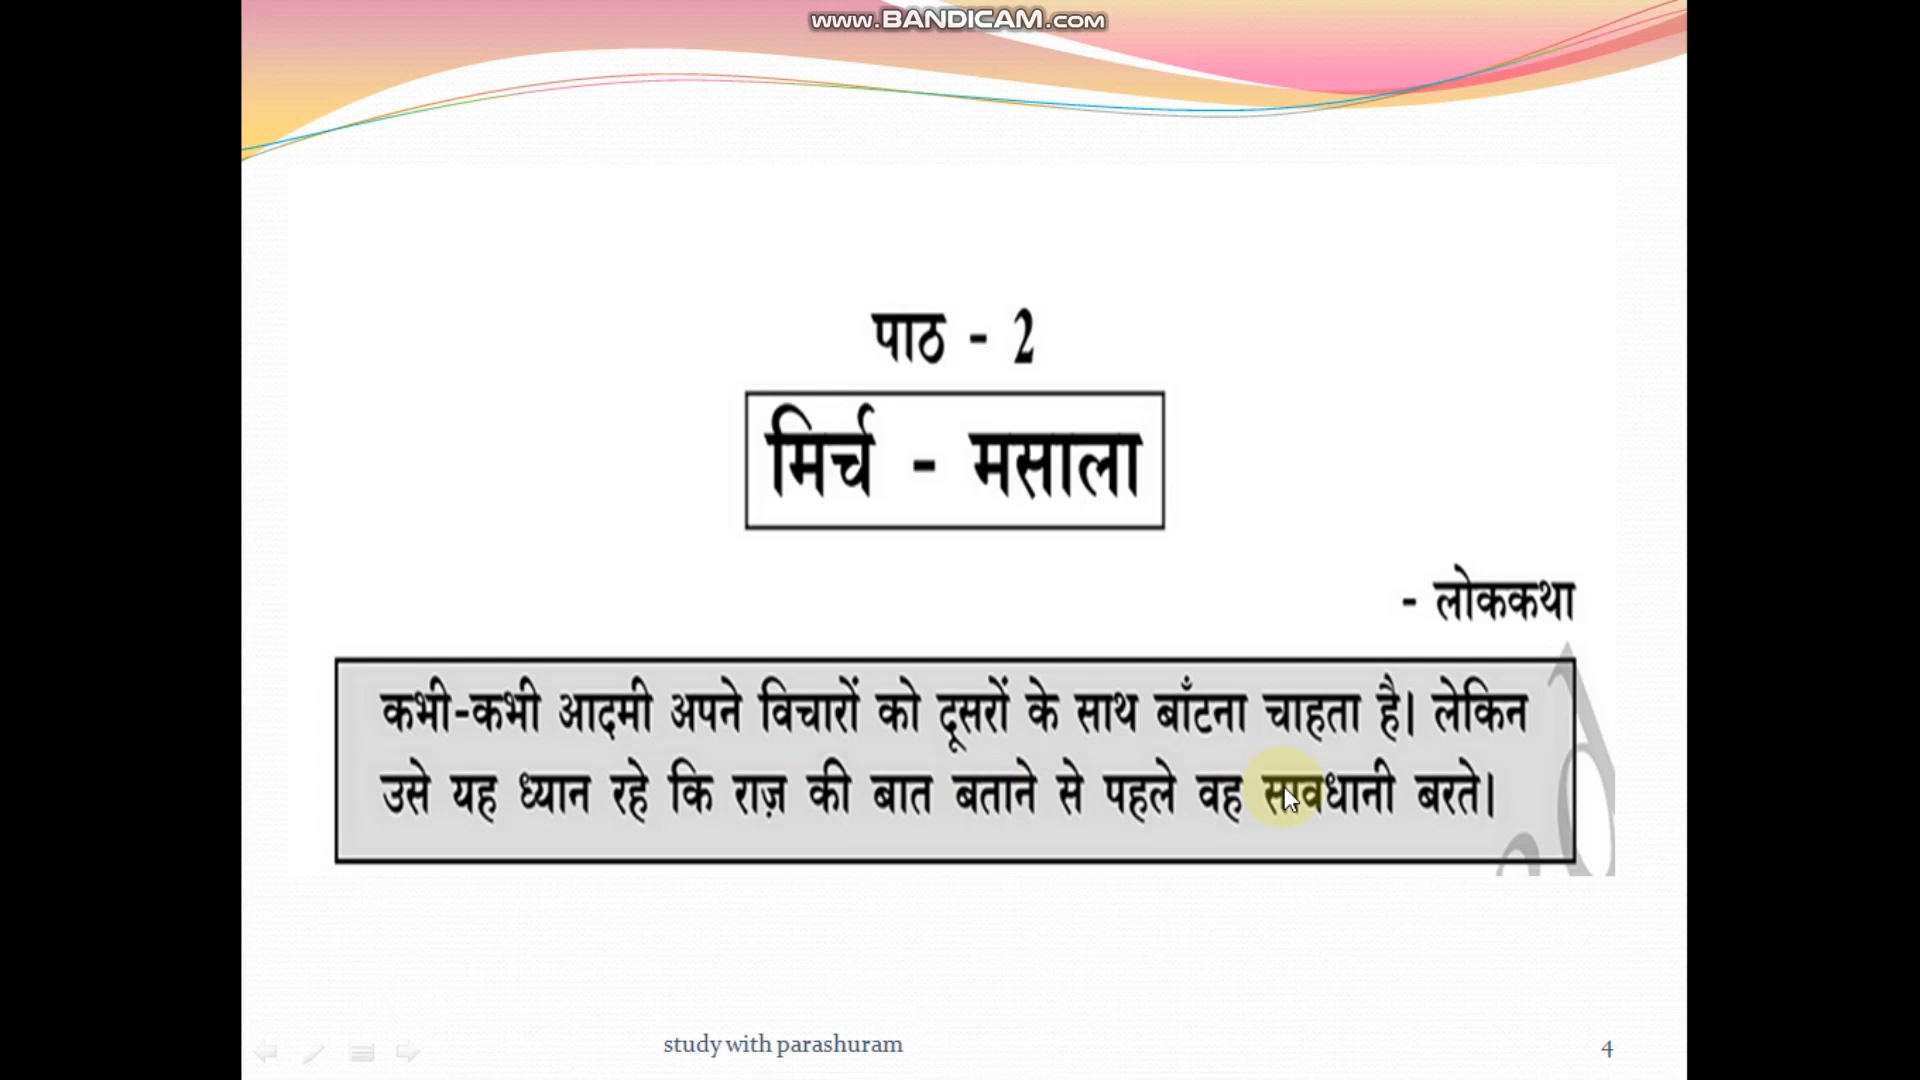 www.BANDICAM.com
पाठ - 2
मिर्च - मसाला
- लोककथा
कभी-कभी आदमी अपने विचारों को दूसरों के साथ बाँटना चाहता है। लेकिन
उसे यह ध्यान रहे कि राज़ की बात बताने से पहले वह सावधानी बरते।
study with parashuram
4